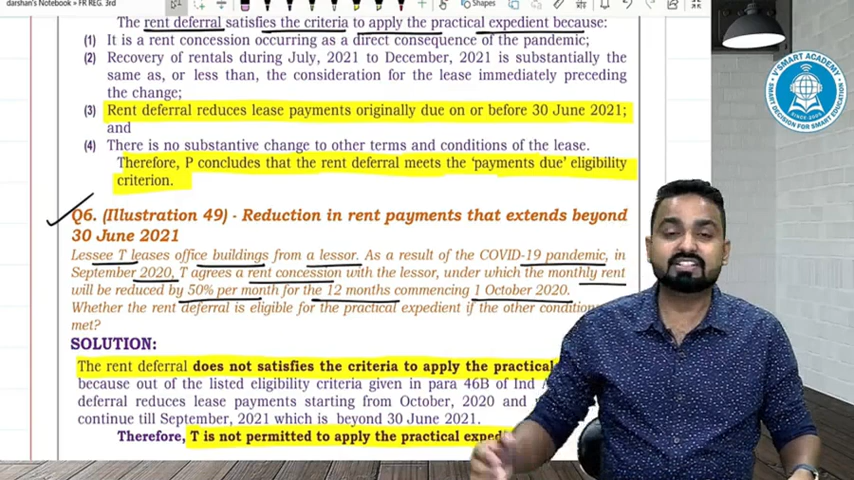 darshan's Notebook » FR REG. 3rd
Shapes
The rent deferral satisfies the criteria to apply the practical expedient because:
(1) It is a rent concession occurring as a direct consequence of the pandemic;
(2) Recovery of rentals during July, 2021 to December, 2021 is substantially the
same as, or less than, the consideration for the lease immediately preceding
the change;
(3) Rent deferral reduces lease payments originally due on or before 30 June 2021;
and
(4) There is no substantive change to other terms and conditions of the lease.
Therefore, P concludes that the rent deferral meets the 'payments due' eligibility
criterion.
Q6. (Illustration 49) - Reduction in rent payments that extends beyond
30 June 2021
Lessee T leases office buildings from a lessor. As a result of the COVID-19 pandemic, in
September 2020, T agrees a rent concession with the lessor, under which the monthly rent
will be reduced by 50% per month for the 12 months commencing 1 October 2020.
Whether the rent deferral is eligible for the practical expedient if the other condition
met?
SOLUTION:
The rent deferral does not satisfies the criteria to apply the practical
because out of the listed eligibility criteria given in para 46B of Ind
deferral reduces lease payments starting from October, 2020 and
continue till September, 2021 which is beyond 30 June 2021.
Therefore, T is not permitted to apply the practical
V'SMART ACADEMY
SMART DECISION FOR SMART EDUCATION